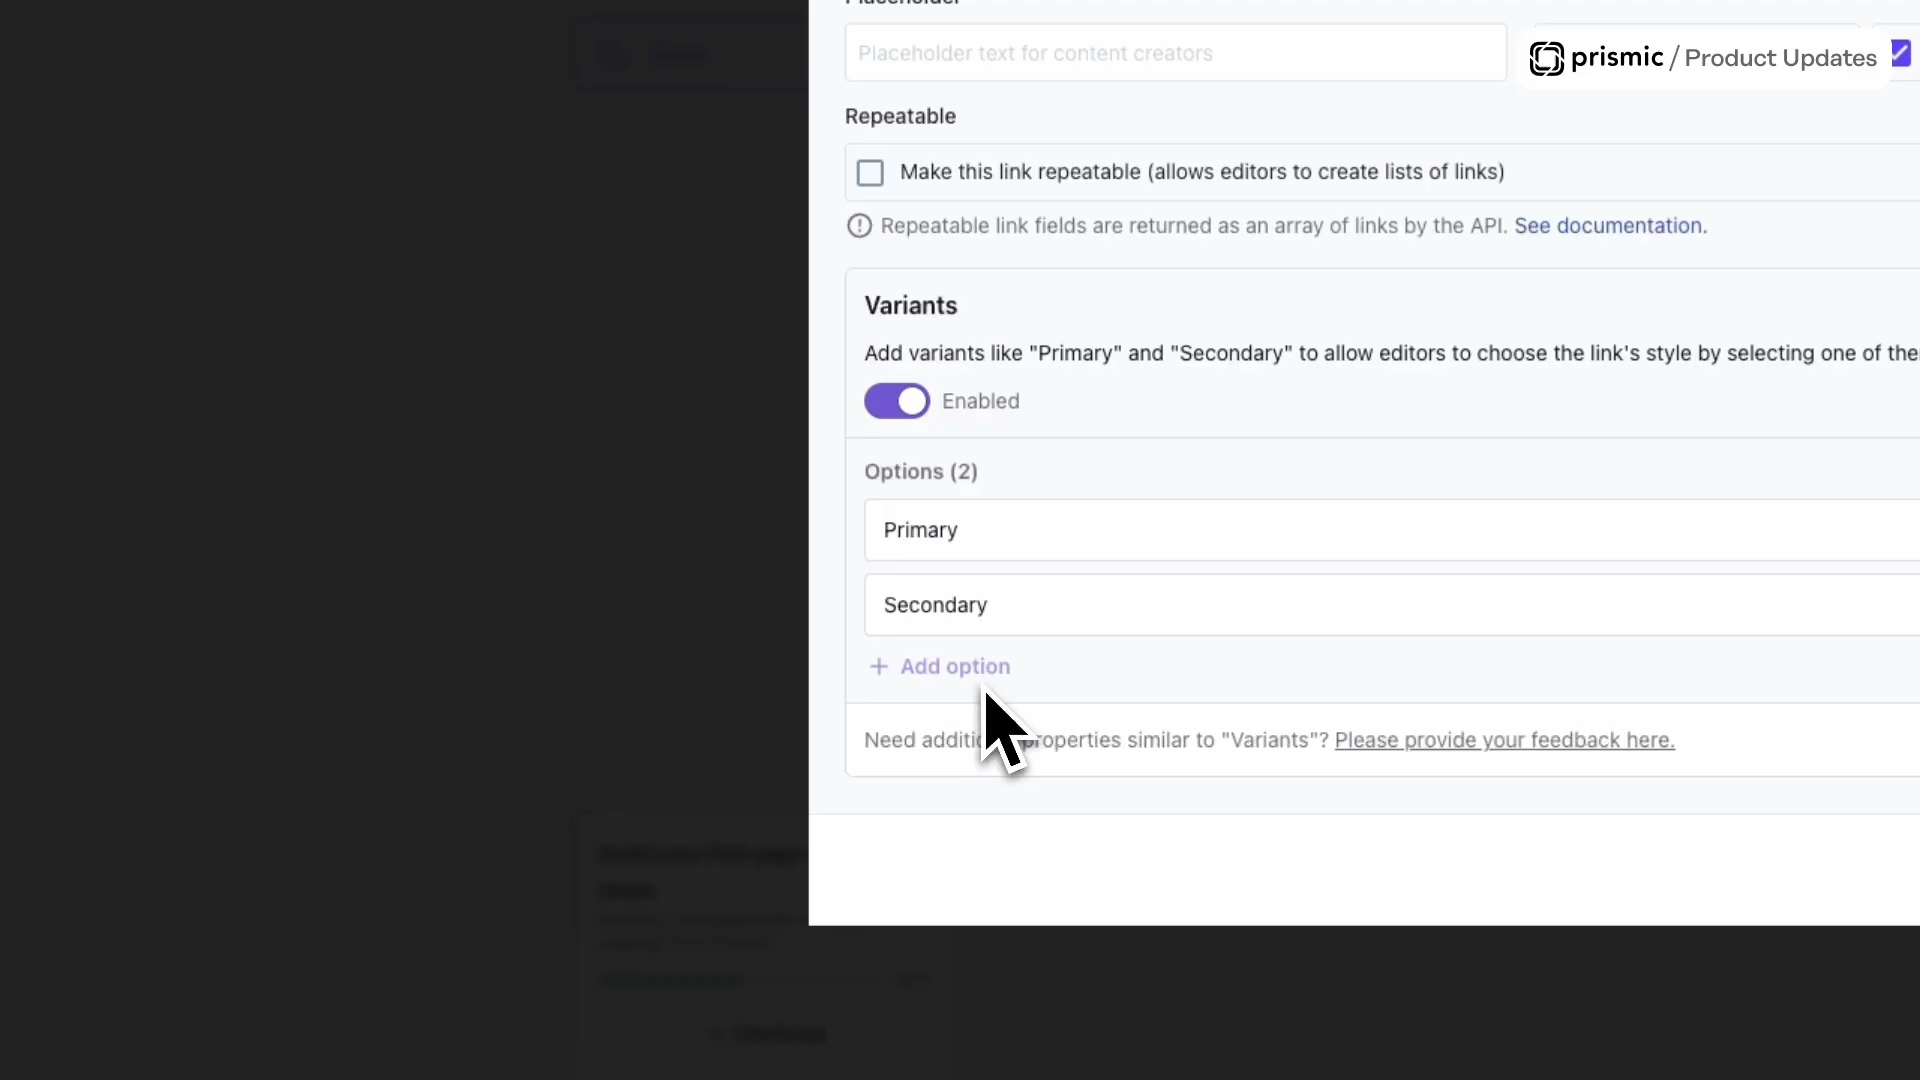 Placeholder text for content creators
prismic / Product Updates
Repeatable
Make this link repeatable (allows editors to create lists of links)
Repeatable link fields are returned as an array of links by the API. See documentation.
Variants
Add variants like "Primary" and "Secondary" to allow editors to choose the link's style by selecting one of
Enabled
Options (2)
Primary
Secondary
+ Add option
Need properties similar to "Variants"? Please provide your feedback here.